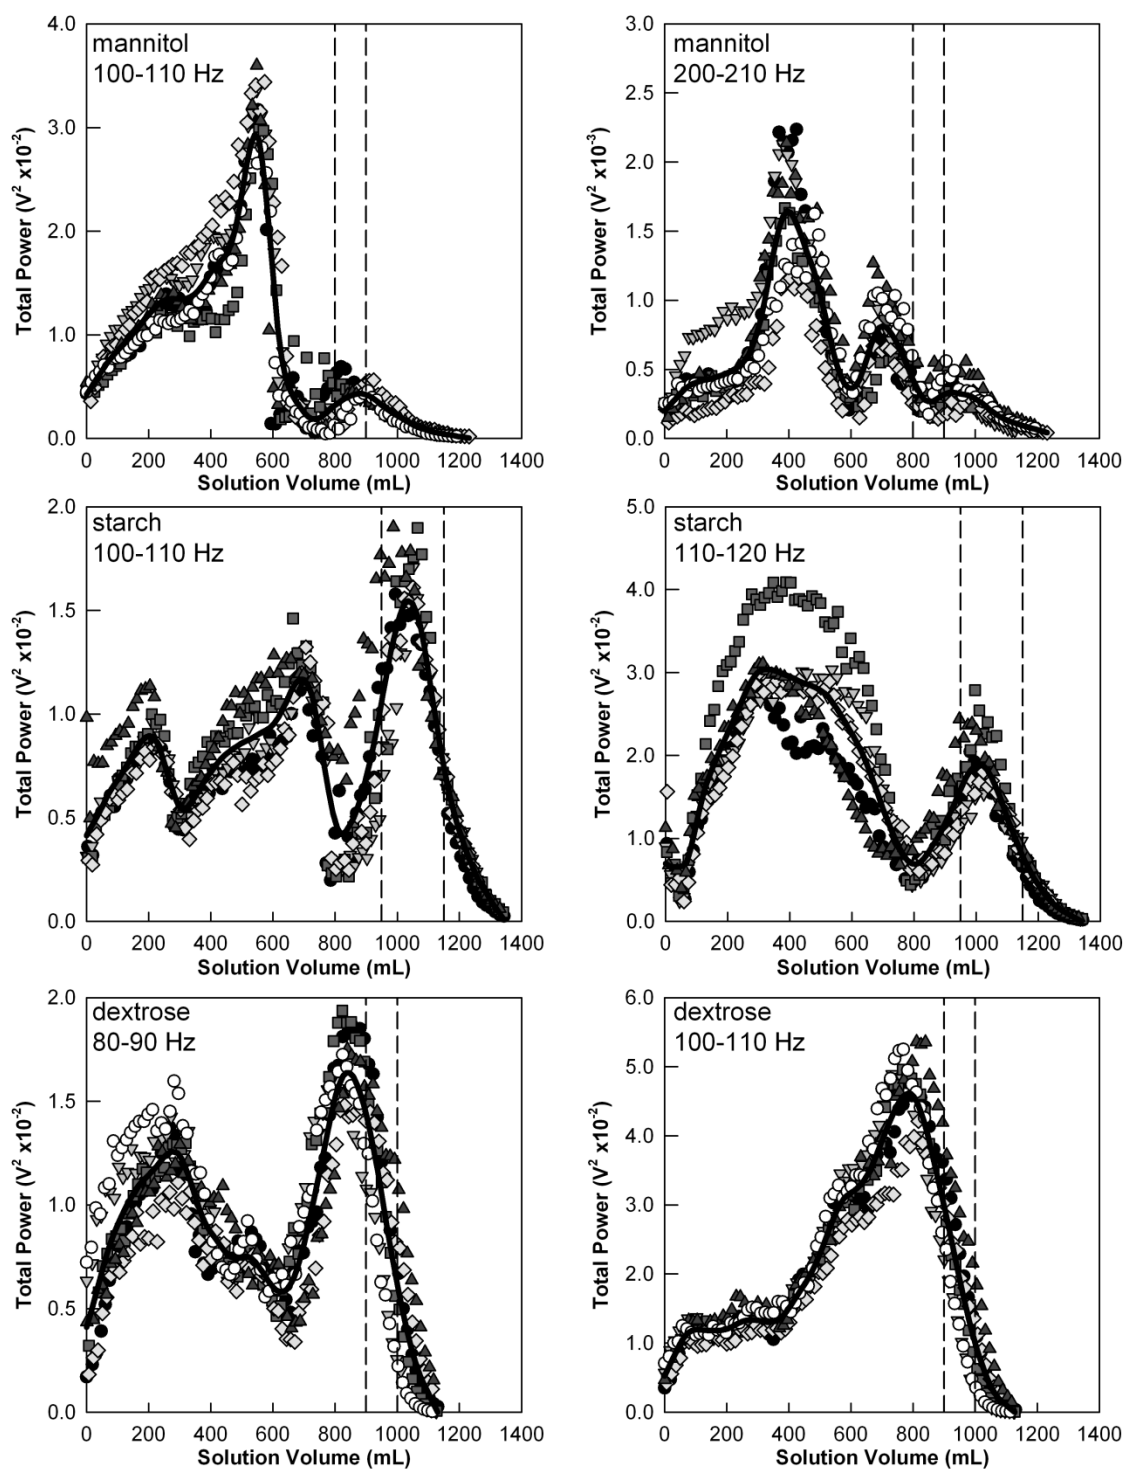 mannitol
100-110 Hz
Total Power (V² x10⁻²)
4.0
3.0
2.0
1.0
0.0
0 200 400 600 800 1000 1200 1400
Solution Volume (mL)
mannitol
200-210 Hz
Total Power (V² x10⁻³)
3.0
2.5
2.0
1.5
1.0
0.5
0.0
0 200 400 600 800 1000 1200 1400
Solution Volume (mL)
starch
100-110 Hz
Total Power (V² x10⁻²)
2.0
1.5
1.0
0.5
0.0
0 200 400 600 800 1000 1200 1400
Solution Volume (mL)
starch
110-120 Hz
Total Power (V² x10⁻²)
5.0
4.0
3.0
2.0
1.0
0.0
0 200 400 600 800 1000 1200 1400
Solution Volume (mL)
dextrose
80-90 Hz
Total Power (V² x10⁻²)
2.0
1.5
1.0
0.5
0.0
0 200 400 600 800 1000 1200 1400
Solution Volume (mL)
dextrose
100-110 Hz
Total Power (V² x10⁻²)
6.0
5.0
4.0
3.0
2.0
1.0
0.0
0 200 400 600 800 1000 1200 1400
Solution Volume (mL)